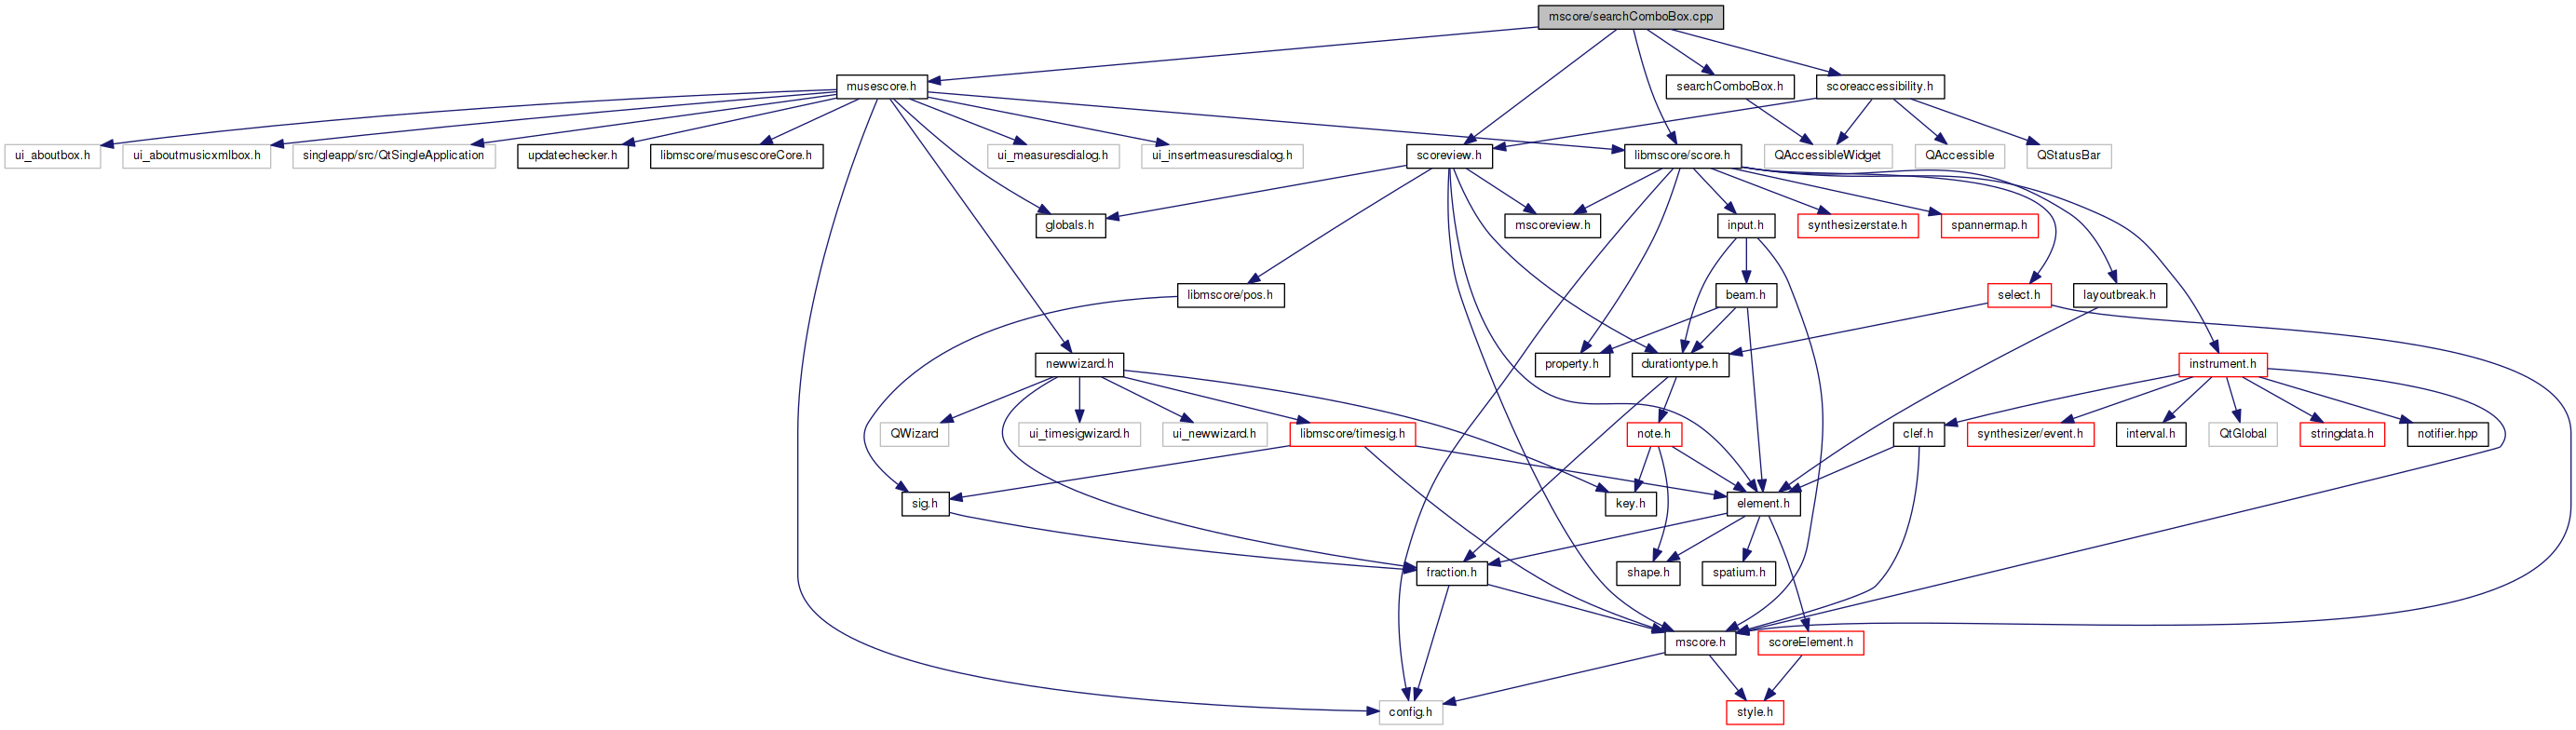 mscore/searchComboBox.cpp
musescore.h
searchComboBox.h
scoreaccessibility.h
ui_aboutbox.h
ui_aboutmusicxmlbox.h
singleapp/src/QtSingleApplication
updatechecker.h
libmscore/musescoreCore.h
ui_measuresdialog.h
ui_insertmeasuresdialog.h
scoreview.h
libmscore/score.h
QAccessibleWidget
QAccessible
QStatusBar
globals.h
mscoreview.h
input.h
synthesizerstate.h
spannermap.h
libmscore/pos.h
beam.h
select.h
layoutbreak.h
newwizard.h
property.h
durationtype.h
instrument.h
QWizard
ui_timesigwizard.h
ui_newwizard.h
libmscore/timesig.h
note.h
clef.h
synthesizer/event.h
interval.h
QtGlobal
stringdata.h
notifier.hpp
sig.h
key.h
element.h
fraction.h
shape.h
spatium.h
mscore.h
scoreElement.h
config.h
style.h